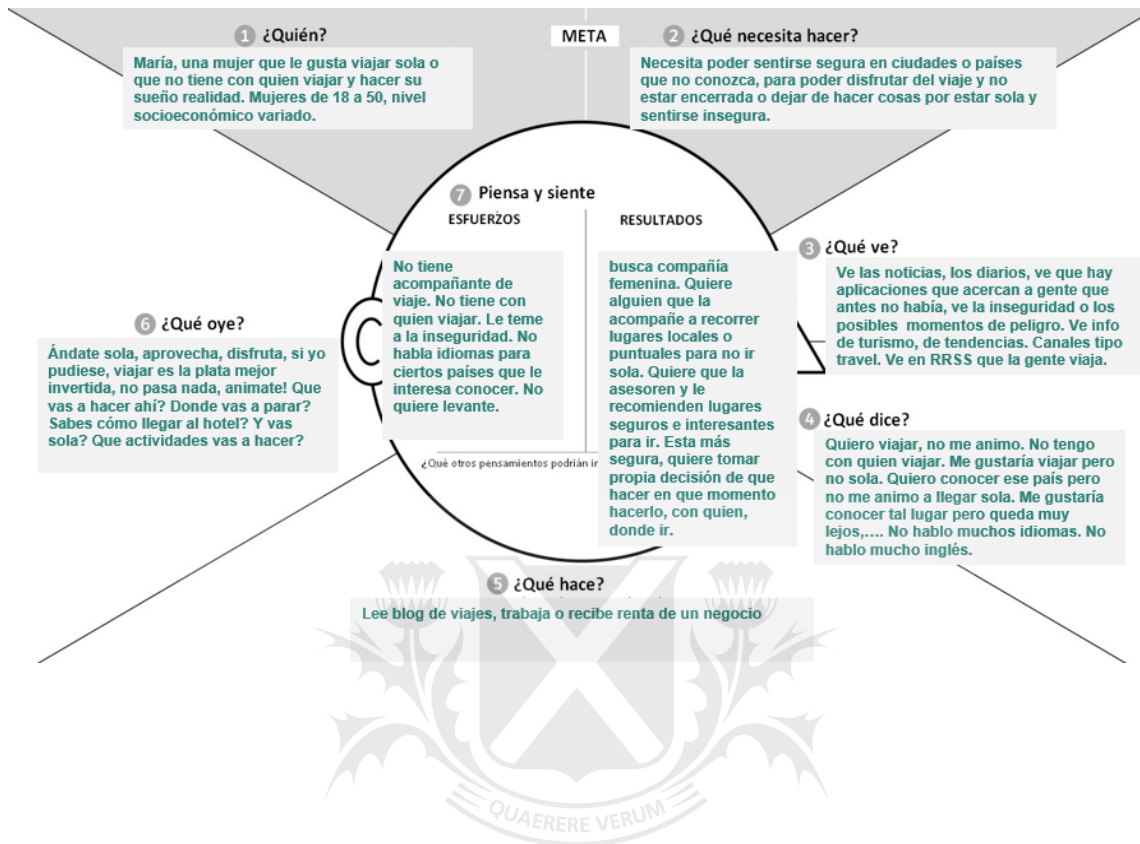 1 ¿Quién?
María, una mujer que le gusta viajar sola o
que no tiene con quien viajar y hacer su
sueño realidad. Mujeres de 18 a 50, nivel
socioeconómico variado.
META
2 ¿Qué necesita hacer?
Necesita poder sentirse segura en ciudades o países
que no conozca, para poder disfrutar del viaje y no
estar encerrada o dejar de hacer cosas por estar sola y
sentirse insegura.
3 ¿Qué ve?
Ve las noticias, los diarios, ve que hay
aplicaciones que acercan a gente que
antes no había, ve la inseguridad o los
posibles momentos de peligro. Ve info
de turismo, de tendencias. Canales tipo
travel. Ve en RRSS que la gente viaja.
4 ¿Qué dice?
Quiero viajar, no me animo. No tengo
con quien viajar. Me gustaría viajar pero
no sola. Quiero conocer ese país pero
no me animo a llegar sola. Me gustaría
conocer tal lugar pero queda muy
lejos,.... No hablo muchos idiomas. No
hablo mucho inglés.
5 ¿Qué hace?
Lee blog de viajes, trabaja o recibe renta de un negocio
6 ¿Qué oye?
Ándate sola, aprovecha, disfruta, si yo
pudiese, viajar es la plata mejor
invertida, no pasa nada, animate! Que
vas a hacer ahí? Donde vas a parar?
Sabes cómo llegar al hotel? Y vas
sola? Que actividades vas a hacer?
7 Piensa y siente
ESFUERZOS
No tiene
acompañante de
viaje. No tiene con
quien viajar. Le teme
a la inseguridad. No
habla idiomas para
ciertos países que le
interesa conocer. No
quiere levante.
RESULTADOS
busca compañía
femenina. Quiere
alguien que la
acompañe a recorrer
lugares locales o
puntuales para no ir
sola. Quiere que la
asesoren y le
recomienden lugares
seguros e interesantes
para ir. Esta más
segura, quiere tomar
propia decisión de que
hacer en que momento
hacerlo, con quien,
donde ir.
¿Qué otros pensamientos podrián
QUAERERE VERUM